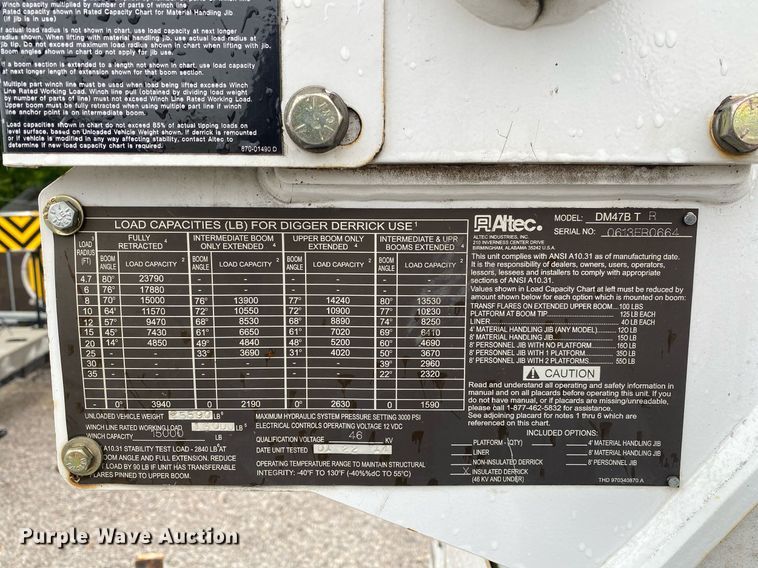 multiplied by number of parts of winch line
Rated capacity shown in Rated Capacity Chart for Material Handling Jib
(if jib is in use)
If actual load radius is not shown in chart, use load capacity at next longer
radius shown. When lifting with material handling jib, use actual load radius at
jib tip. Do not exceed maximum load radius shown in chart when lifting with jib.
Boom angles shown in chart do not apply for jib use.
If a boom section is extended to a length not shown in chart, use load capacity
at next longer length of extension shown for that boom section.
Multiple part winch line must be used when load being lifted exceeds Winch
Line Rated Working Load. Winch line pull (obtained by dividing load weight
by number of parts of line) must not exceed Winch Line Rated Working Load.
Upper boom must be fully retracted when using multiple part line if winch
line anchor point is on intermediate boom.
Load capacities shown in chart do not exceed 85% of actual tipping loads on
level surface, based on Unloaded Vehicle Weight shown. If derrick is remounted
or if vehicle is modified in any way affecting stability, contact Altec to
determine if new load capacity chart is required.
670-01490 D
LOAD CAPACITIES (LB) FOR DIGGER DERRICK USE 1
LOAD RADIUS (FT) FULLY RETRACTED 4 INTERMEDIATE BOOM ONLY EXTENDED 4 UPPER BOOM ONLY EXTENDED 4 INTERMEDIATE & UPR BOOMS EXTENDED 4
BOOM ANGLE LOAD CAPACITY 2 BOOM ANGLE LOAD CAPACITY 2 BOOM ANGLE LOAD CAPACITY 2 BOOM ANGLE LOAD CAPACITY 2
4.7 80° 23790 - - - - - -
6 76° 17880 - - - - - -
8 70° 15000 76° 13900 77° 14240 80° 13530
10 64° 11570 72° 10550 72° 10900 77° 10230
12 57° 9470 68° 8530 68° 8890 74° 8250
15 45° 7430 61° 6650 61° 7020 69° 6410
20 14° 4850 49° 4840 48° 5200 60° 4690
25 - - 33° 3690 31° 4020 50° 3670
30 - - - - - - 39° 2960
35 - - - - - - 22° 2320
- 0° 3940 0° 2190 0° 2630 0° 1590
UNLOADED VEHICLE WEIGHT LB
WINCH LINE RATED WORKING LOAD LB 5
WINCH CAPACITY 15000 LB
A10.31 STABILITY TEST LOAD - 2840 LB A
BOOM ANGLE AND FULL EXTENSION. REDUCE
LOAD BY 90 LB IF UNIT HAS TRANSFERABLE
FLARES PINNED TO UPPER BOOM.
MAXIMUM HYDRAULIC SYSTEM PRESSURE SETTING 3000 PSI
ELECTRICAL CONTROLS OPERATING VOLTAGE 12 VDC
QUALIFICATION VOLTAGE 46 KV
DATE UNIT TESTED
OPERATING TEMPERATURE RANGE TO MAINTAIN STRUCTURAL
INTEGRITY: -40°F TO 130°F (-40%%dC TO 55°C)
Altec.
ALTEC INDUSTRIES, INC.
210 INVERNESS CENTER DRIVE
BIRMINGHAM, ALABAMA 35242 U.S.A.
MODEL: DM47B T R
SERIAL NO. 0613EB0664
This unit complies with ANSI A10.31 as of manufacturing date.
It is the responsibility of dealers, owners, users, operators,
lessors, lessees and installers to comply with appropriate
sections of ANSI A10.31.
Values shown in Load Capacity Chart at left must be reduced by
amount shown below for each option which is mounted on boom:
TRANSF FLARES ON EXTENDED UPPER BOOM 100 LBS
PLATFORM AT BOOM TIP 125 LB EACH
LINER 40 LB EACH
4' MATERIAL HANDLING JIB (ANY MODEL) 120 LB
8' MATERIAL HANDLING JIB 150 LB
8' PERSONNEL JIB WITH NO PLATFORM 160 LB
8' PERSONNEL JIB WITH 1 PLATFORM 350 LB
8' PERSONNEL JIB WITH 2 PLATFORMS 550 LB
CAUTION
Read and understand all operating and safety information in
manual and on all placards before operating this unit. If you
do not have manual, or if placards are missing/unreadable,
please call 1-877-462-5832 for assistance.
See adjoining placard for notes 1 thru 6 which are
referenced on this chart.
INCLUDED OPTIONS:
PLATFORM - (QTY) 4' MATERIAL HANDLING JIB
LINER 8' MATERIAL HANDLING JIB
NON-INSULATED DERRICK 8' PERSONNEL JIB
INSULATED DERRICK
(46 KV AND UNDER)
THD 970343870 A
Purple Wave Auction